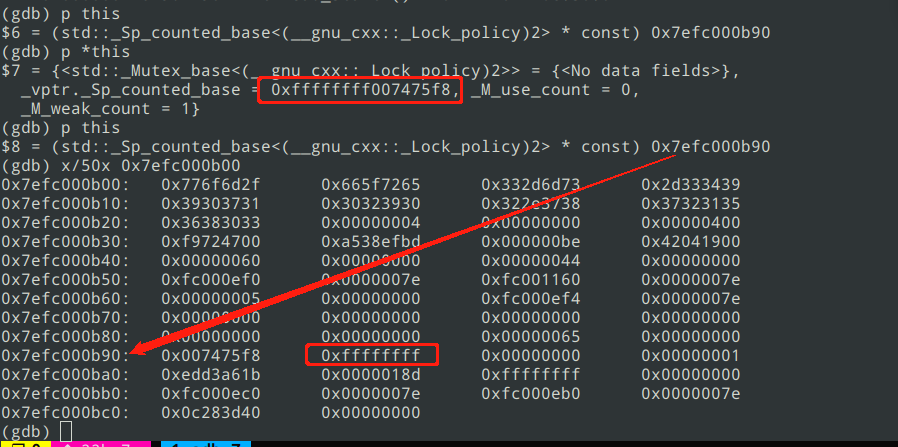 (gdb) p this
$6 = (std::_Sp_counted_base<(__gnu_cxx::_Lock_policy)2> * const) 0x7efc000b90
(gdb) p *this
$7 = {<std::_Mutex_base<(__gnu_cxx::_Lock_policy)2>> = {<No data fields>},
_vptr._Sp_counted_base = 0xffffffff007475f8, _M_use_count = 0,
_M_weak_count = 1}
(gdb) p this
$8 = (std::_Sp_counted_base<(__gnu_cxx::_Lock_policy)2> * const) 0x7efc000b90
(gdb) x/50x 0x7efc000b00
0x7efc000b00: 0x776f6d2f 0x665f7265 0x332d6d73 0x2d333439
0x7efc000b10: 0x39303731 0x30323930 0x322e3738 0x37323135
0x7efc000b20: 0x36383033 0x00000004 0x00000000 0x00000400
0x7efc000b30: 0xf9724700 0xa538efbd 0x000000be 0x42041900
0x7efc000b40: 0x00000060 0x00000000 0x00000044 0x00000000
0x7efc000b50: 0xfc000ef0 0x0000007e 0xfc001160 0x0000007e
0x7efc000b60: 0x00000005 0x00000000 0xfc000ef4 0x0000007e
0x7efc000b70: 0x00000000 0x00000000 0x00000000 0x00000000
0x7efc000b80: 0x00000000 0x00000000 0x00000065 0x00000000
0x7efc000b90: 0x007475f8 0xffffffff 0x00000000 0x00000001
0x7efc000ba0: 0xedd3a61b 0x0000018d 0xffffffff 0x00000000
0x7efc000bb0: 0xfc000ec0 0x0000007e 0xfc000eb0 0x0000007e
0x7efc000bc0: 0x0c283d40 0x00000000
(gdb)